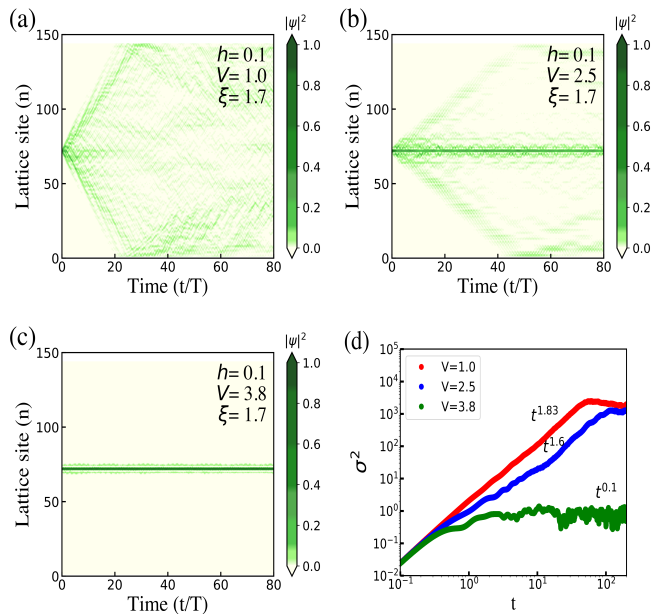 (a)
|ψ|²
150
100
50
0
Lattice site (n)
h= 0.1
V= 1.0
ξ= 1.7
0 20 40 60 80
Time (t/T)
1.0
0.8
0.6
0.4
0.2
0.0
(b)
|ψ|²
150
100
50
0
Lattice site (n)
h= 0.1
V= 2.5
ξ= 1.7
0 20 40 60 80
Time (t/T)
1.0
0.8
0.6
0.4
0.2
0.0
(c)
|ψ|²
150
100
50
0
Lattice site (n)
h= 0.1
V= 3.8
ξ= 1.7
0 20 40 60 80
Time (t/T)
1.0
0.8
0.6
0.4
0.2
0.0
(d)
10⁵
10⁴
10³
10²
10¹
10⁰
10⁻¹
10⁻²
σ²
V=1.0
V=2.5
V=3.8
t¹·⁸³
t¹·⁶
t⁰·¹
10⁻¹ 10⁰ 10¹ 10²
t